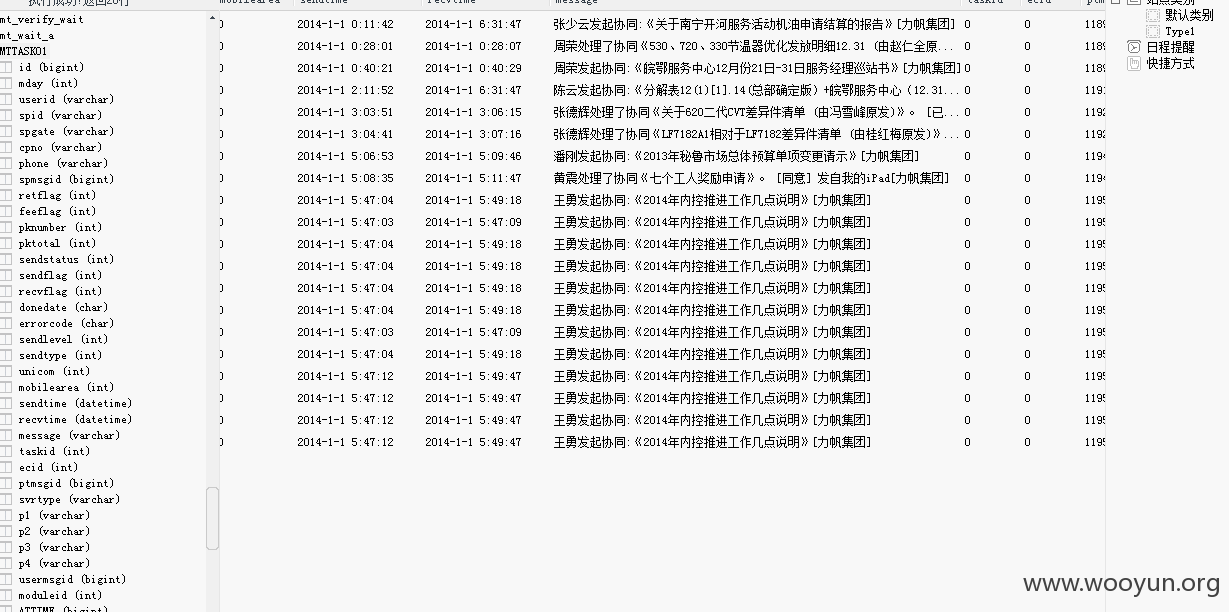 执行成功!返回20行
mt_verify_wait
mt_wait_a
MTTASK01
id (bigint)
mday (int)
userid (varchar)
spid (varchar)
spgate (varchar)
cpno (varchar)
phone (varchar)
spmsgid (bigint)
retflag (int)
feeflag (int)
pknumber (int)
pktotal (int)
sendstatus (int)
sendflag (int)
recvflag (int)
donedate (char)
errorcode (char)
sendlevel (int)
sendtype (int)
unicom (int)
mobilearea (int)
sendtime (datetime)
recvtime (datetime)
message (varchar)
taskid (int)
ecid (int)
ptmsgid (bigint)
svrtype (varchar)
p1 (varchar)
p2 (varchar)
p3 (varchar)
p4 (varchar)
usermsgid (bigint)
moduleid (int)
ATTIME (bigint)
mobilearea sendtime recvtime message taskid ecid ptm
0 2014-1-1 0:11:42 2014-1-1 6:31:47 张少云发起协同:《关于南宁开河服务活动机油申请结算的报告》[力帆集团] 0 0 1189
0 2014-1-1 0:28:01 2014-1-1 0:28:07 周荣处理了协同《530、720、330节温器优化发放明细12.31 (由赵仁全原... 0 0 1189
0 2014-1-1 0:40:21 2014-1-1 0:40:29 周荣发起协同:《皖鄂服务中心12月份21日-31日服务经理巡站书》[力帆集团] 0 0 1189
0 2014-1-1 2:11:52 2014-1-1 6:31:47 陈云发起协同:《分解表12(1)[1].14(总部确定版) +皖鄂服务中心 (12.31... 0 0 1191
0 2014-1-1 3:03:51 2014-1-1 3:06:15 张德辉处理了协同《关于620二代CVT差异件清单 (由冯雪峰原发)》。 [已... 0 0 1192
0 2014-1-1 3:04:41 2014-1-1 3:07:16 张德辉处理了协同《LF7182A1相对于LF7182差异件清单 (由桂红梅原发)》... 0 0 1192
0 2014-1-1 5:06:53 2014-1-1 5:09:46 潘刚发起协同:《2013年秘鲁市场总体预算单项变更请示》[力帆集团] 0 0 1194
0 2014-1-1 5:08:35 2014-1-1 5:11:47 黄震处理了协同《七个工人奖励申请》。 [同意] 发自我的iPad[力帆集团] 0 0 1194
0 2014-1-1 5:47:04 2014-1-1 5:49:18 王勇发起协同:《2014年内控推进工作几点说明》[力帆集团] 0 0 1195
0 2014-1-1 5:47:03 2014-1-1 5:47:09 王勇发起协同:《2014年内控推进工作几点说明》[力帆集团] 0 0 1195
0 2014-1-1 5:47:04 2014-1-1 5:49:18 王勇发起协同:《2014年内控推进工作几点说明》[力帆集团] 0 0 1195
0 2014-1-1 5:47:04 2014-1-1 5:49:18 王勇发起协同:《2014年内控推进工作几点说明》[力帆集团] 0 0 1195
0 2014-1-1 5:47:04 2014-1-1 5:49:18 王勇发起协同:《2014年内控推进工作几点说明》[力帆集团] 0 0 1195
0 2014-1-1 5:47:04 2014-1-1 5:49:18 王勇发起协同:《2014年内控推进工作几点说明》[力帆集团] 0 0 1195
0 2014-1-1 5:47:03 2014-1-1 5:47:09 王勇发起协同:《2014年内控推进工作几点说明》[力帆集团] 0 0 1195
0 2014-1-1 5:47:04 2014-1-1 5:49:18 王勇发起协同:《2014年内控推进工作几点说明》[力帆集团] 0 0 1195
0 2014-1-1 5:47:12 2014-1-1 5:49:47 王勇发起协同:《2014年内控推进工作几点说明》[力帆集团] 0 0 1195
0 2014-1-1 5:47:12 2014-1-1 5:49:47 王勇发起协同:《2014年内控推进工作几点说明》[力帆集团] 0 0 1195
0 2014-1-1 5:47:12 2014-1-1 5:49:47 王勇发起协同:《2014年内控推进工作几点说明》[力帆集团] 0 0 1195
0 2014-1-1 5:47:12 2014-1-1 5:49:47 王勇发起协同:《2014年内控推进工作几点说明》[力帆集团] 0 0 1195
站点类别
默认类别
Type1
日程提醒
快捷方式
www.wooyun.org